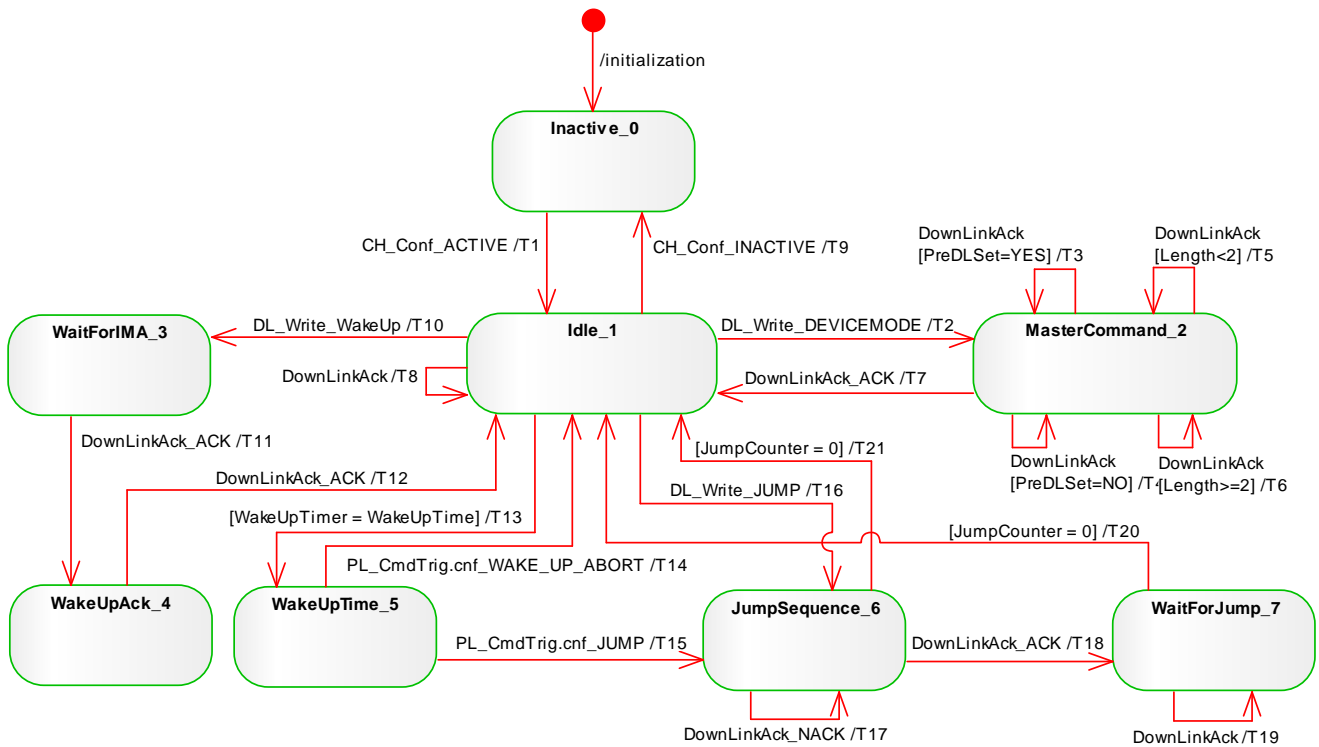 /initialization
Inactive_0
CH_Conf_ACTIVE /T1
CH_Conf_INACTIVE /T9
DownLinkAck
[PreDLSet=YES] /T3
DownLinkAck
[Length<2] /T5
WaitForIMA_3
DL_Write_WakeUp /T10
Idle_1
DL_Write_DEVICEMODE /T2
MasterCommand_2
DownLinkAck /T8
DownLinkAck_ACK /T7
DownLinkAck_ACK /T11
[JumpCounter = 0] /T21
DownLinkAck
[PreDLSet=NO] /T
DownLinkAck
[Length>=2] /T6
DownLinkAck_ACK /T12
DL_Write_JUMP /T16
[WakeUpTimer = WakeUpTime] /T13
[JumpCounter = 0] /T20
PL_CmdTrig.cnf_WAKE_UP_ABORT /T14
WakeUpAck_4
WakeUpTime_5
JumpSequence_6
WaitForJump_7
PL_CmdTrig.cnf_JUMP /T15
DownLinkAck_ACK /T18
DownLinkAck_NACK /T17
DownLinkAck /T19